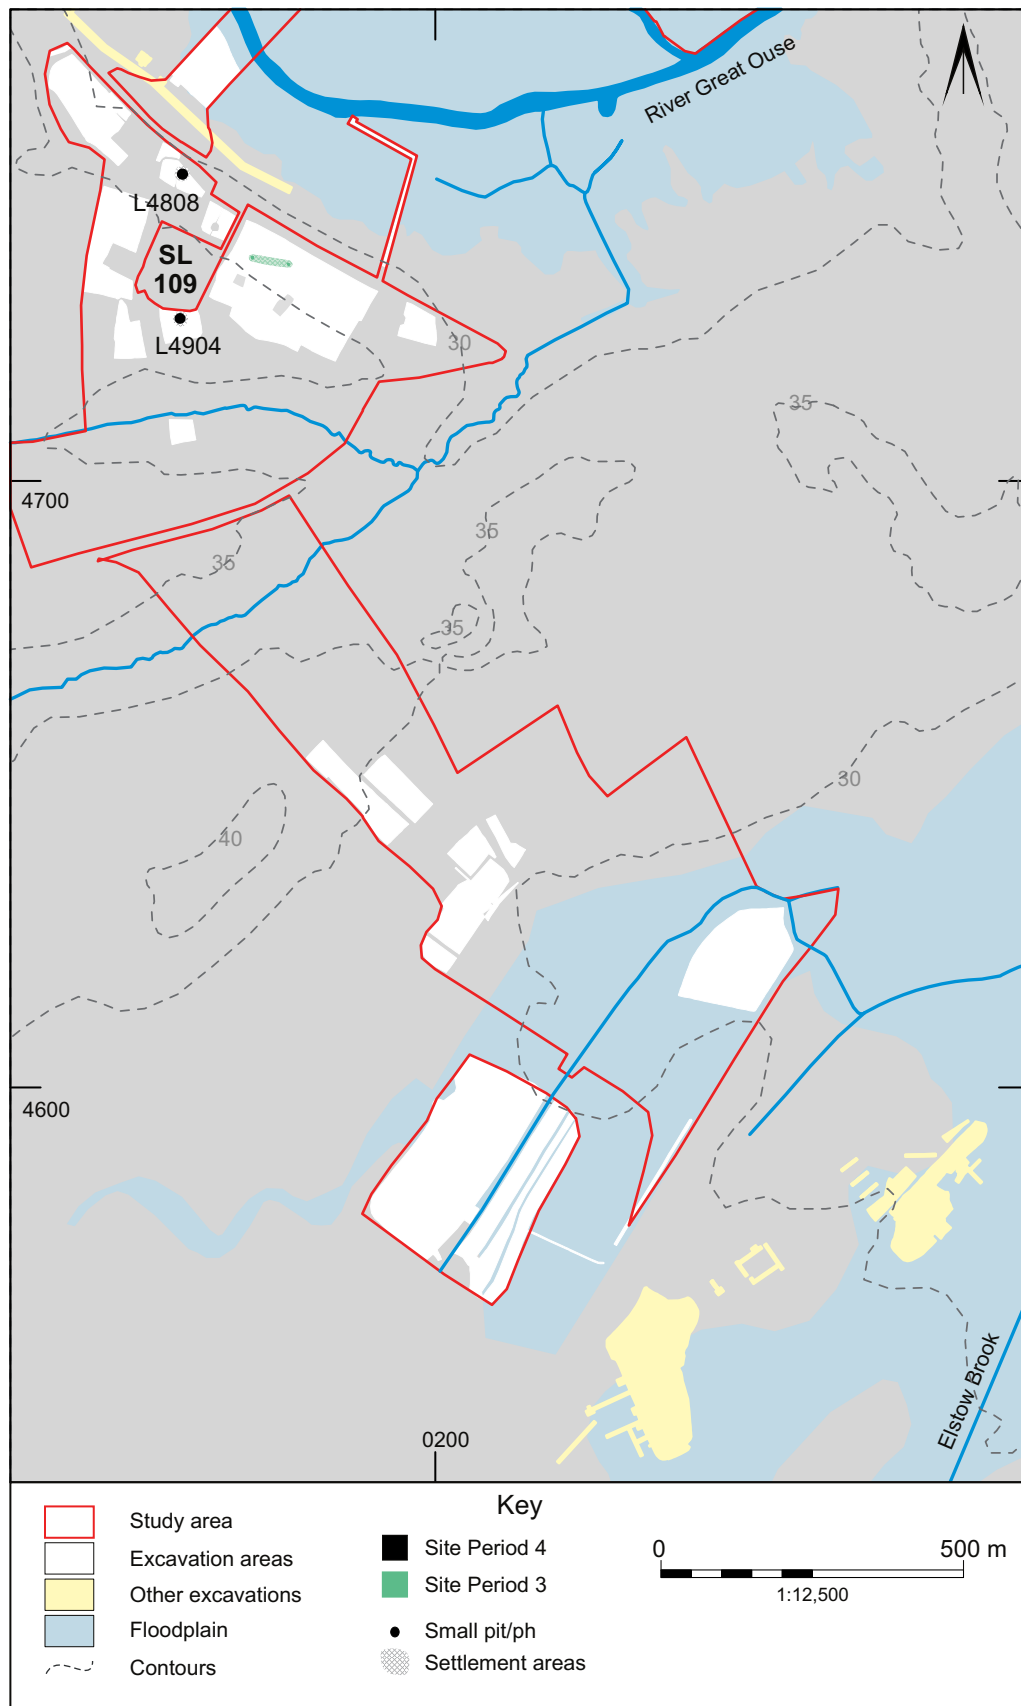 River Great Ouse
L4808
SL
109
L4904
30
35
4700
35
35
35
30
40
4600
0200
Elstow Brook
Key
Study area
Excavation areas
Other excavations
Floodplain
Contours
Site Period 4
Site Period 3
Small pit/ph
Settlement areas
0 500 m
1:12,500